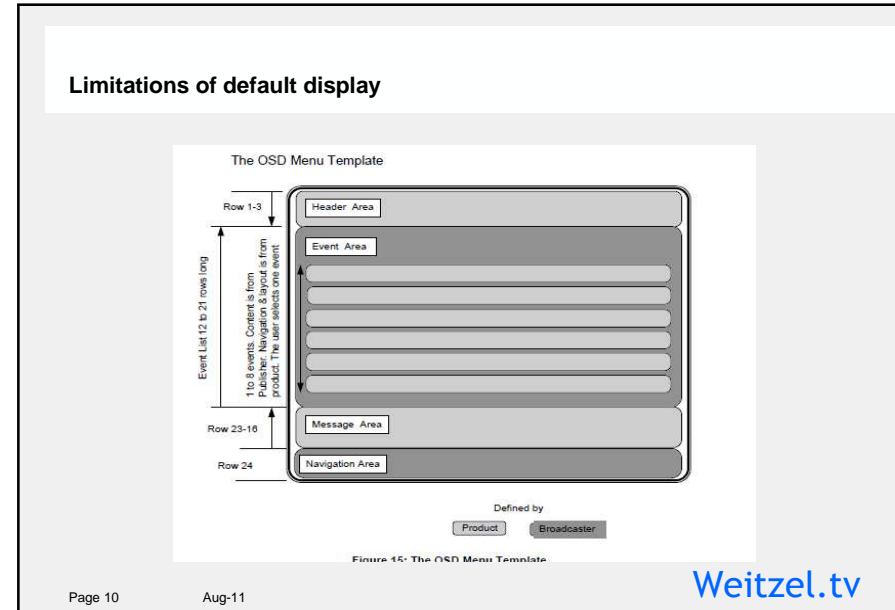 Limitations of default display
The OSD Menu Template
Row 1-3
Header Area
Event List 12 to 21 rows long
1 to 8 events. Content is from
Publisher. Navigation & layout is from
product. The user selects one event
Event Area
Row 23-16
Message Area
Row 24
Navigation Area
Defined by
Product
Broadcaster
Figure 15: The OSD Menu Template
Page 10
Aug-11
Weitzel.tv